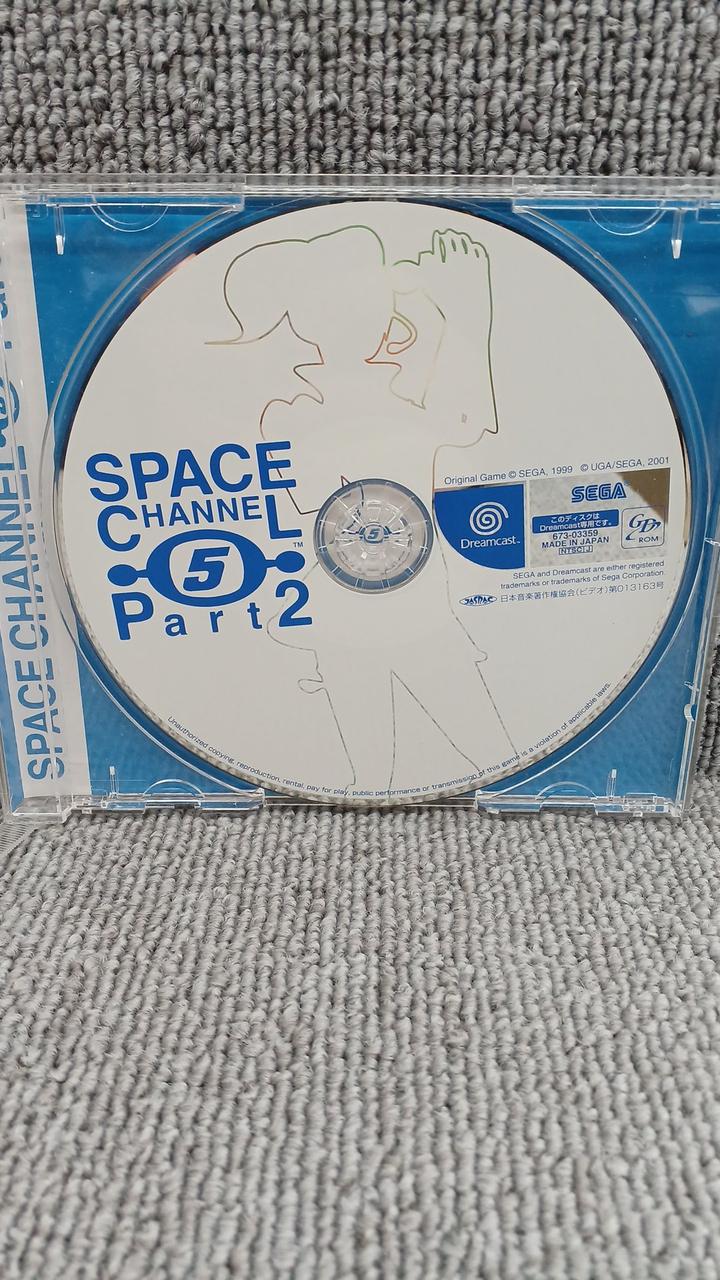 SPACE CHANNEL
SPACE
CHANNEL
5™
Part2
5
Original Game © SEGA, 1999 © UGA/SEGA, 2001
Dreamcast™
SEGA
このディスクは
Dreamcast専用です。
673-03359
MADE IN JAPAN
NTSC J
GD-ROM
SEGA and Dreamcast are either registered
trademarks or trademarks of Sega Corporation.
JASRAC 日本音楽著作権協会(ビデオ)第013163号
Unauthorized copying, reproduction, rental, pay for play, public performance or transmission of this game is a violation of applicable laws.